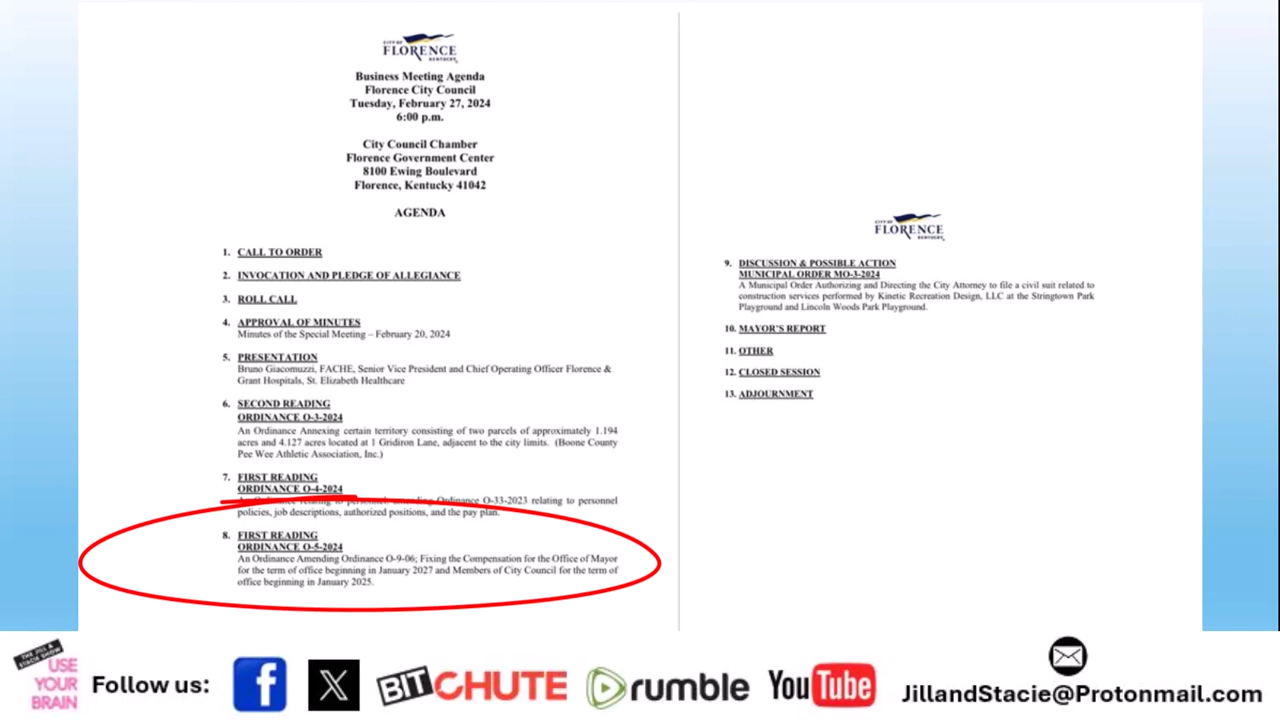 CITY OF
FLORENCE
KENTUCKY
Business Meeting Agenda
Florence City Council
Tuesday, February 27, 2024
6:00 p.m.
City Council Chamber
Florence Government Center
8100 Ewing Boulevard
Florence, Kentucky 41042
AGENDA
1. CALL TO ORDER
2. INVOCATION AND PLEDGE OF ALLEGIANCE
3. ROLL CALL
4. APPROVAL OF MINUTES
Minutes of the Special Meeting – February 20, 2024
5. PRESENTATION
Bruno Giacomuzzi, FACHE, Senior Vice President and Chief Operating Officer Florence &
Grant Hospitals, St. Elizabeth Healthcare
6. SECOND READING
ORDINANCE O-3-2024
An Ordinance Annexing certain territory consisting of two parcels of approximately 1.194
acres and 4.127 acres located at 1 Gridiron Lane, adjacent to the city limits. (Boone County
Pee Wee Athletic Association, Inc.)
7. FIRST READING
ORDINANCE O-4-2024
An Ordinance relating to personnel: amending Ordinance O-33-2023 relating to personnel
policies, job descriptions, authorized positions, and the pay plan.
8. FIRST READING
ORDINANCE O-5-2024
An Ordinance Amending Ordinance O-9-06; Fixing the Compensation for the Office of Mayor
for the term of office beginning in January 2027 and Members of City Council for the term of
office beginning in January 2025.
CITY OF
FLORENCE
KENTUCKY
9. DISCUSSION & POSSIBLE ACTION
MUNICIPAL ORDER MO-3-2024
A Municipal Order Authorizing and Directing the City Attorney to file a civil suit related to
construction services performed by Kinetic Recreation Design, LLC at the Stringtown Park
Playground and Lincoln Woods Park Playground.
10. MAYOR'S REPORT
11. OTHER
12. CLOSED SESSION
13. ADJOURNMENT
THE JILL &
STACIE SHOW
USE
YOUR
BRAIN
Follow us:
f
X
BITCHUTE
rumble
YouTube
JillandStacie@Protonmail.com